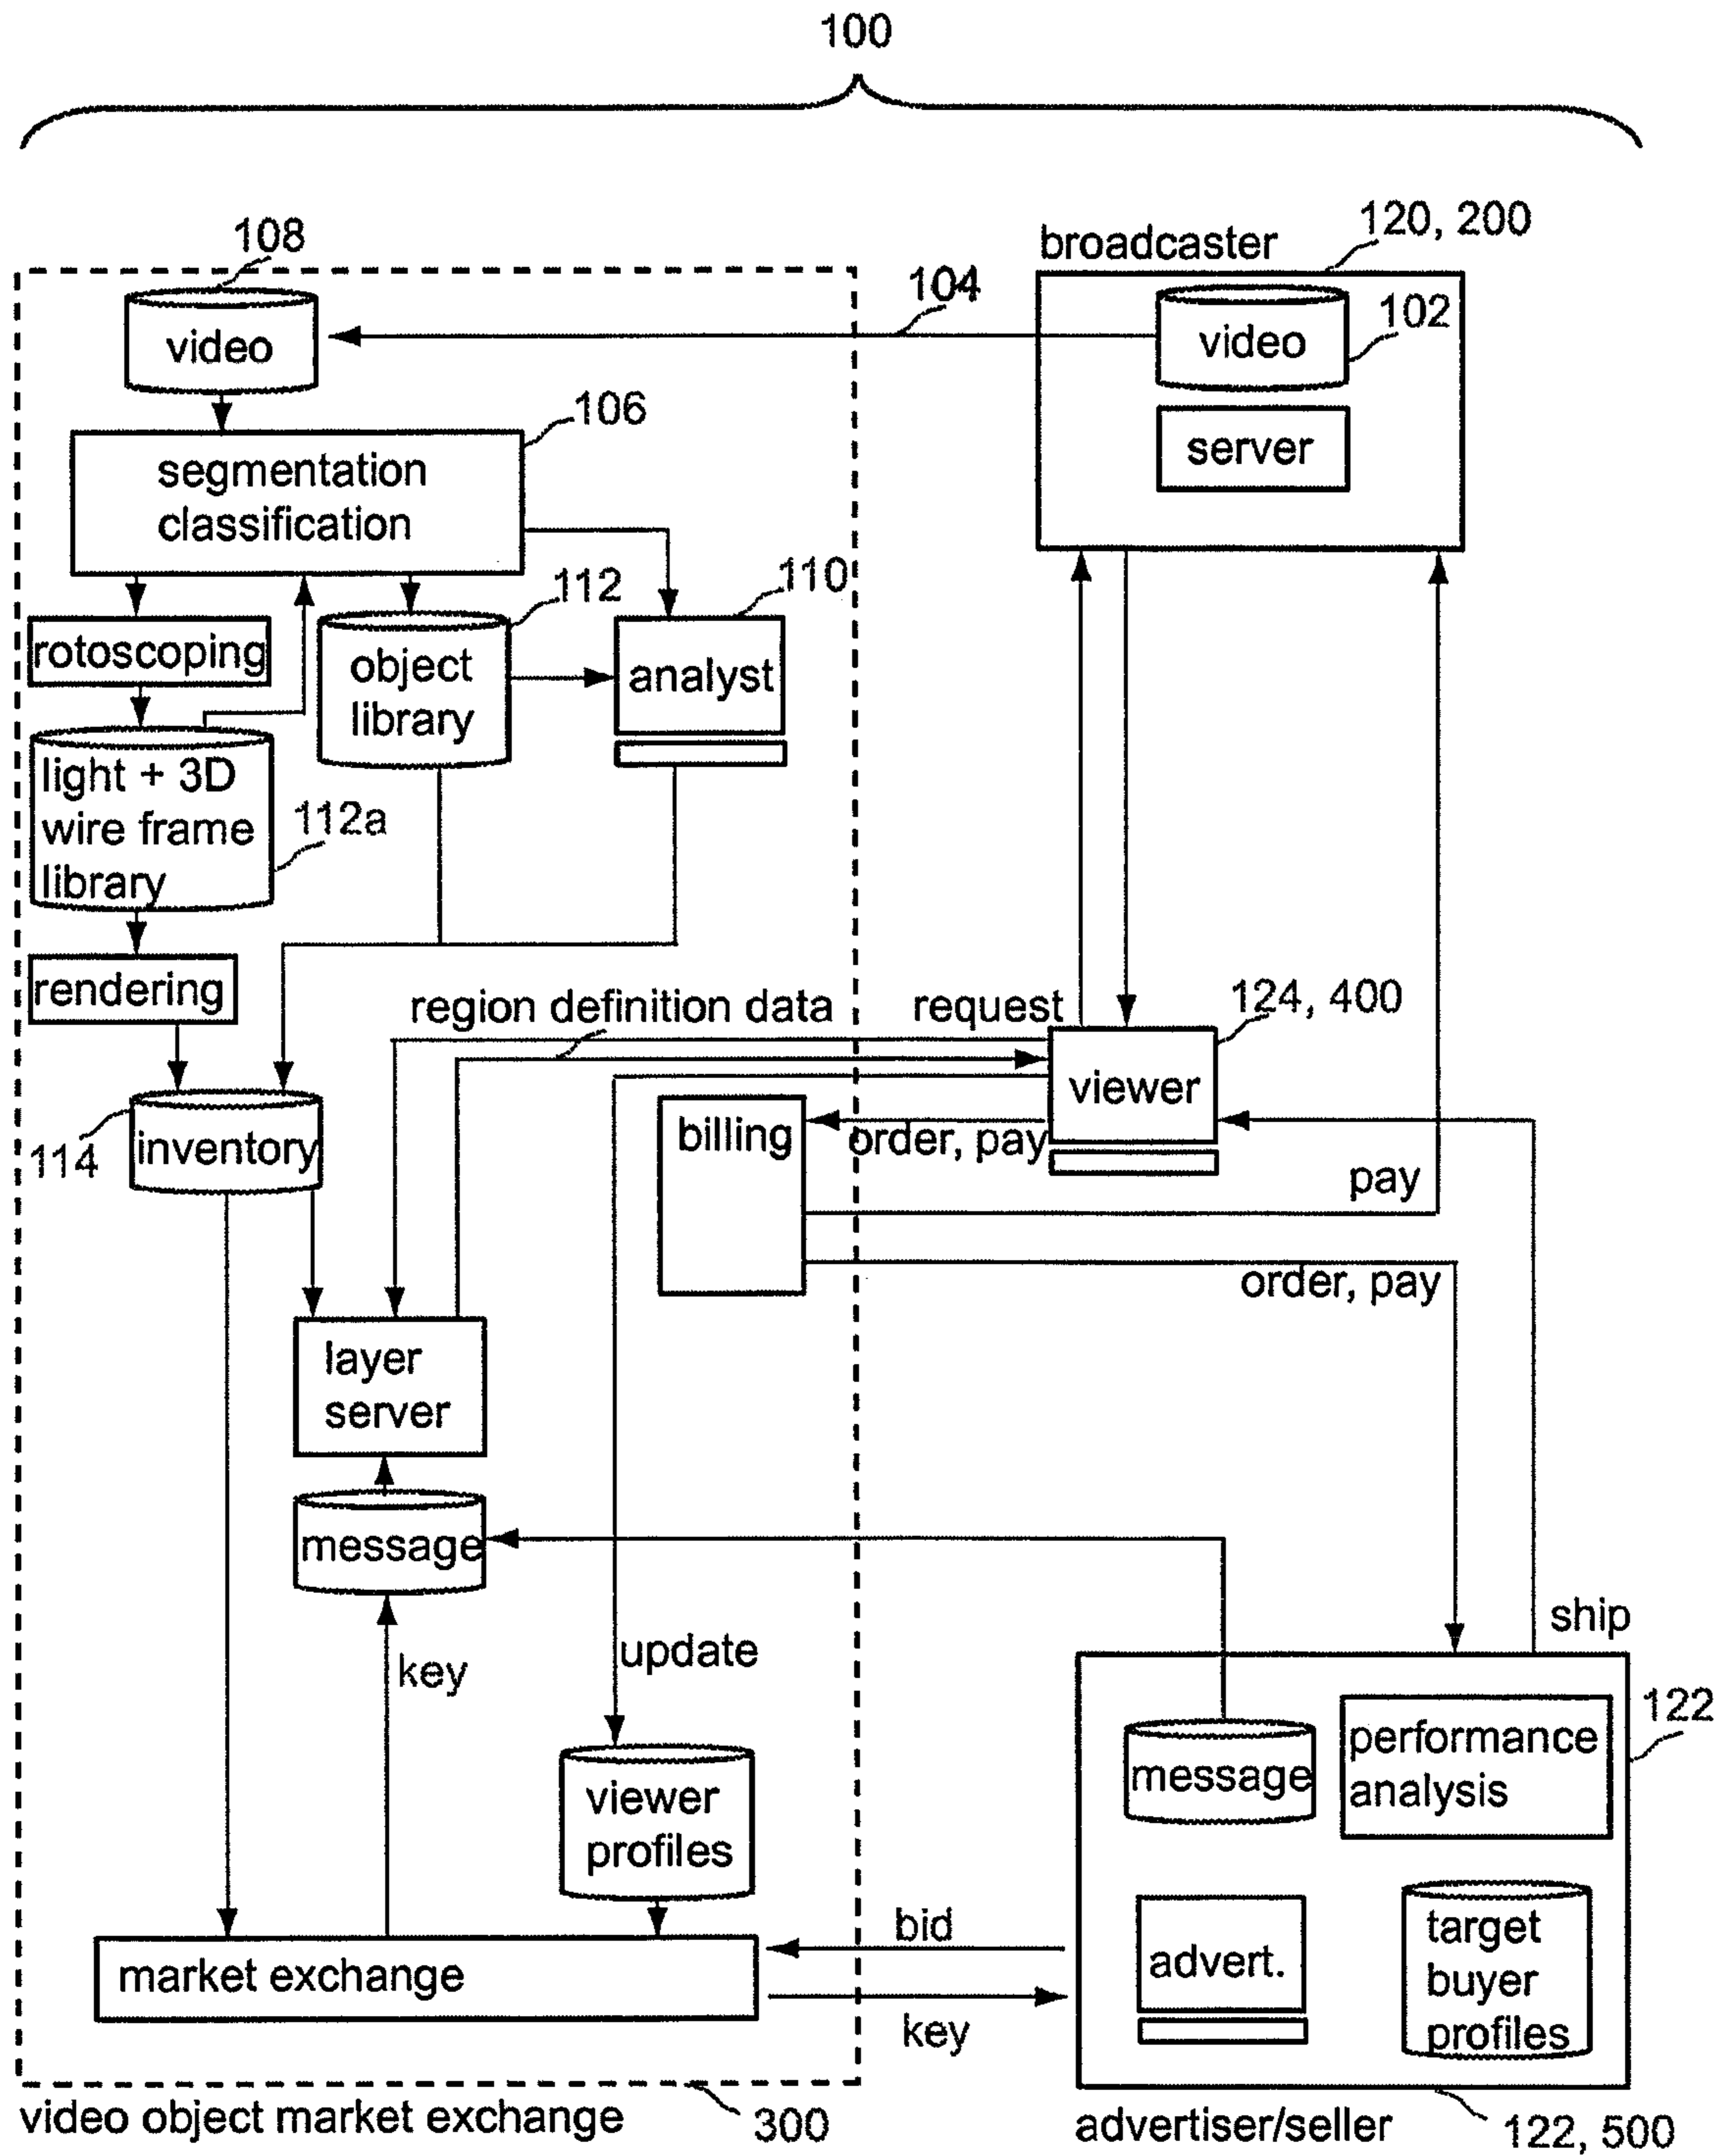 100
108
broadcaster
120, 200
104
video
video
102
106
server
segmentation
classification
112
110
rotoscoping
object
library
analyst
light + 3D
wire frame
library
112a
rendering
region definition data
request
124, 400
viewer
billing
order, pay
114
inventory
pay
order, pay
layer
server
message
ship
key
update
122
message
performance
analysis
viewer
profiles
bid
advert.
target
buyer
profiles
market exchange
key
video object market exchange
300
advertiser/seller
122, 500